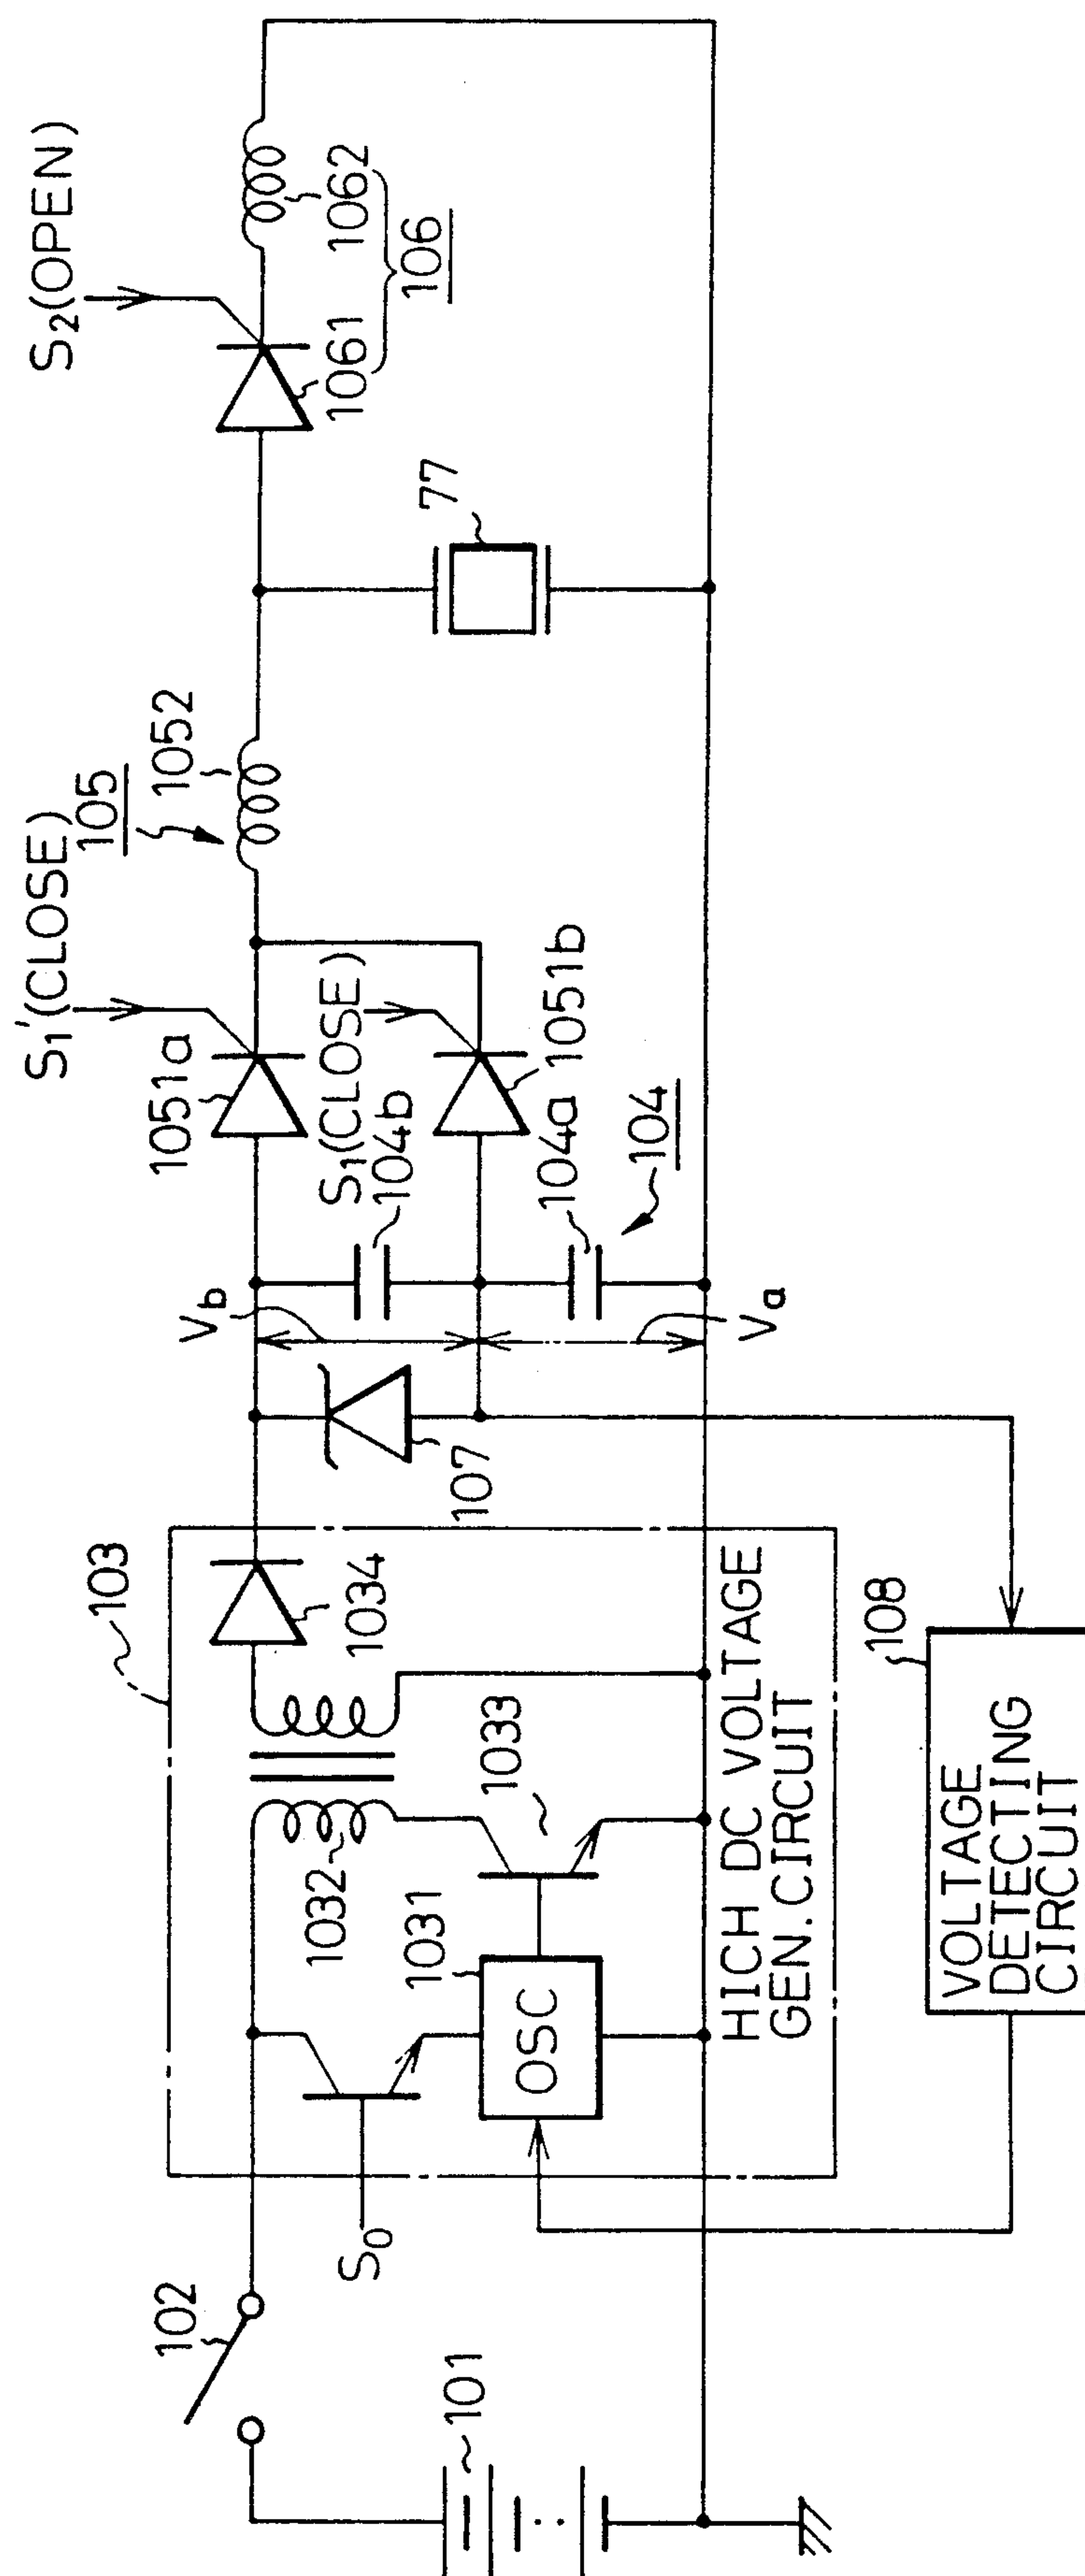 S₁'(CLOSE)
S₂(OPEN)
105
103
1051a
1052
1062
1061
106
102
Vb
S₁(CLOSE)
104b
1034
107
77
1032
1051b
104a
104
S₀
1031
1033
OSC
101
Va
HICH DC VOLTAGE
GEN.CIRCUIT
108
VOLTAGE
DETECTING
CIRCUIT